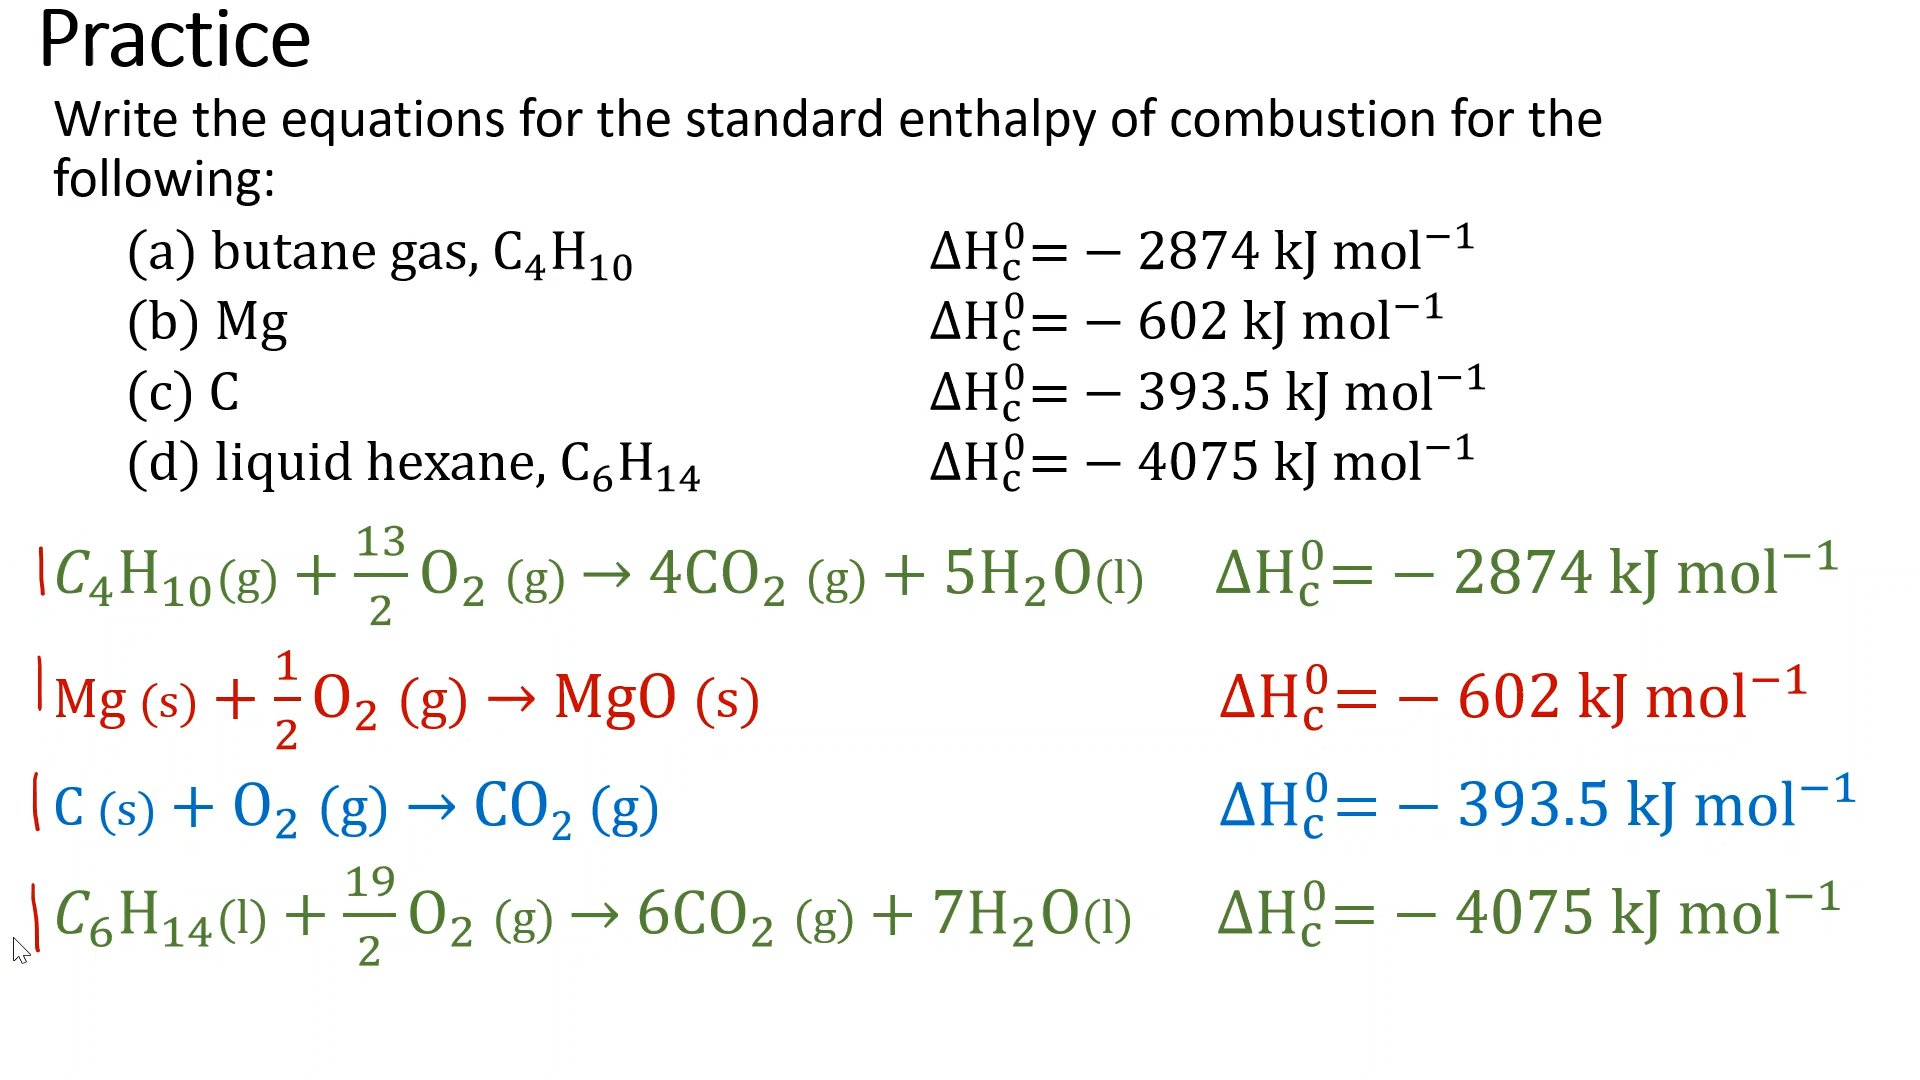 Practice
Write the equations for the standard enthalpy of combustion for the
following:
(a) butane gas, C₄H₁₀ ΔH⁰c = − 2874 kJ mol⁻¹
(b) Mg ΔH⁰c = − 602 kJ mol⁻¹
(c) C ΔH⁰c = − 393.5 kJ mol⁻¹
(d) liquid hexane, C₆H₁₄ ΔH⁰c = − 4075 kJ mol⁻¹
1 C₄H₁₀(g) + 13/2 O₂ (g) → 4CO₂ (g) + 5H₂O(l) ΔH⁰c = − 2874 kJ mol⁻¹
1 Mg (s) + 1/2 O₂ (g) → MgO (s) ΔH⁰c = − 602 kJ mol⁻¹
1 C (s) + O₂ (g) → CO₂ (g) ΔH⁰c = − 393.5 kJ mol⁻¹
1 C₆H₁₄(l) + 19/2 O₂ (g) → 6CO₂ (g) + 7H₂O(l) ΔH⁰c = − 4075 kJ mol⁻¹